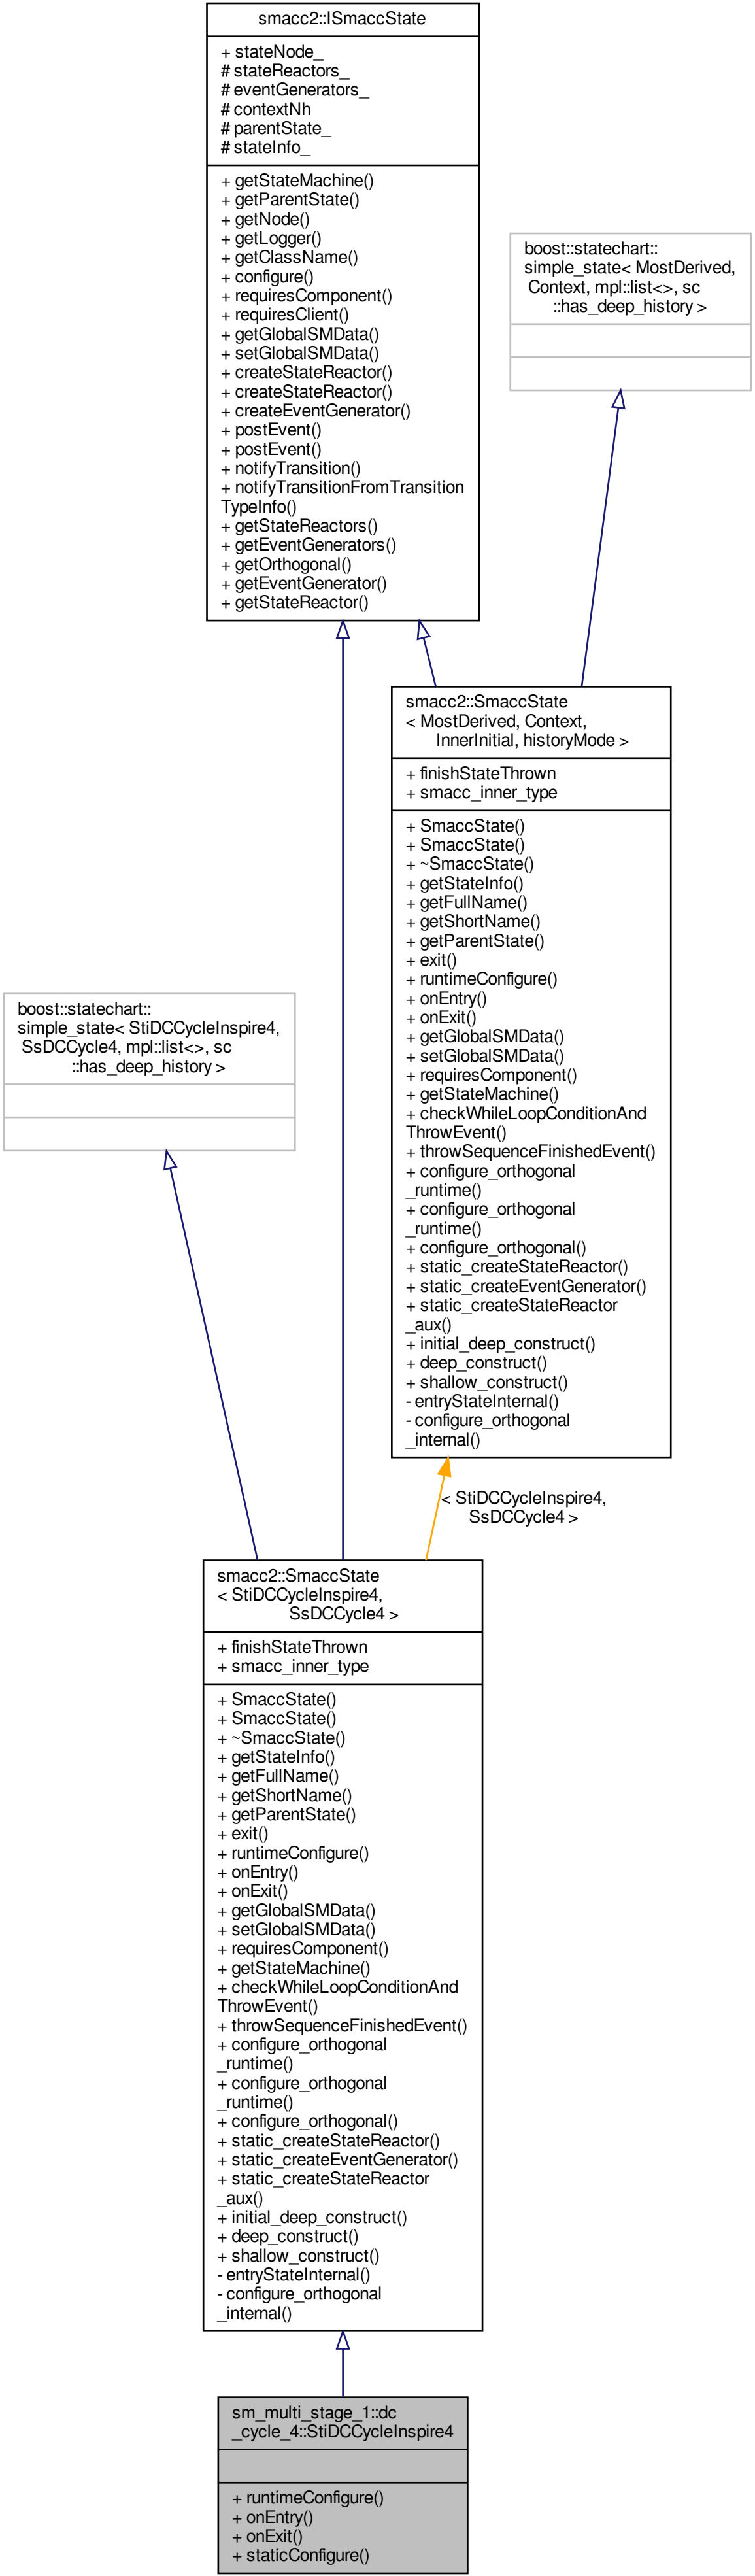 smacc2::ISmaccState
+ stateNode_
# stateReactors_
# eventGenerators_
# contextNh
# parentState_
# stateInfo_
+ getStateMachine()
+ getParentState()
+ getNode()
+ getLogger()
+ getClassName()
+ configure()
+ requiresComponent()
+ requiresClient()
+ getGlobalSMData()
+ setGlobalSMData()
+ createStateReactor()
+ createStateReactor()
+ createEventGenerator()
+ postEvent()
+ postEvent()
+ notifyTransition()
+ notifyTransitionFromTransition
TypeInfo()
+ getStateReactors()
+ getEventGenerators()
+ getOrthogonal()
+ getEventGenerator()
+ getStateReactor()
boost::statechart::
simple_state< MostDerived,
Context, mpl::list<>, sc
::has_deep_history >
smacc2::SmaccState
< MostDerived, Context,
InnerInitial, historyMode >
+ finishStateThrown
+ smacc_inner_type
+ SmaccState()
+ SmaccState()
+ ~SmaccState()
+ getStateInfo()
+ getFullName()
+ getShortName()
+ getParentState()
+ exit()
+ runtimeConfigure()
+ onEntry()
+ onExit()
+ getGlobalSMData()
+ setGlobalSMData()
+ requiresComponent()
+ getStateMachine()
+ checkWhileLoopConditionAnd
ThrowEvent()
+ throwSequenceFinishedEvent()
+ configure_orthogonal
_runtime()
+ configure_orthogonal
_runtime()
+ configure_orthogonal()
+ static_createStateReactor()
+ static_createEventGenerator()
+ static_createStateReactor
_aux()
+ initial_deep_construct()
+ deep_construct()
+ shallow_construct()
- entryStateInternal()
- configure_orthogonal
_internal()
boost::statechart::
simple_state< StiDCCycleInspire4,
SsDCCycle4, mpl::list<>, sc
::has_deep_history >
< StiDCCycleInspire4,
SsDCCycle4 >
smacc2::SmaccState
< StiDCCycleInspire4,
SsDCCycle4 >
+ finishStateThrown
+ smacc_inner_type
+ SmaccState()
+ SmaccState()
+ ~SmaccState()
+ getStateInfo()
+ getFullName()
+ getShortName()
+ getParentState()
+ exit()
+ runtimeConfigure()
+ onEntry()
+ onExit()
+ getGlobalSMData()
+ setGlobalSMData()
+ requiresComponent()
+ getStateMachine()
+ checkWhileLoopConditionAnd
ThrowEvent()
+ throwSequenceFinishedEvent()
+ configure_orthogonal
_runtime()
+ configure_orthogonal
_runtime()
+ configure_orthogonal()
+ static_createStateReactor()
+ static_createEventGenerator()
+ static_createStateReactor
_aux()
+ initial_deep_construct()
+ deep_construct()
+ shallow_construct()
- entryStateInternal()
- configure_orthogonal
_internal()
sm_multi_stage_1::dc
_cycle_4::StiDCCycleInspire4
+ runtimeConfigure()
+ onEntry()
+ onExit()
+ staticConfigure()